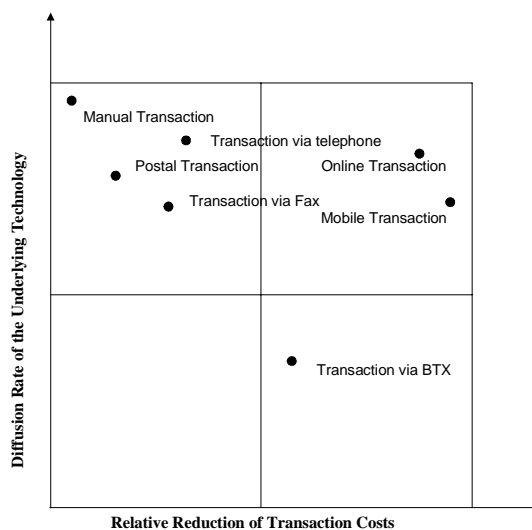 Manual Transaction
Transaction via telephone
Postal Transaction
Online Transaction
Transaction via Fax
Mobile Transaction
Transaction via BTX
Diffusion Rate of the Underlying Technology
Relative Reduction of Transaction Costs